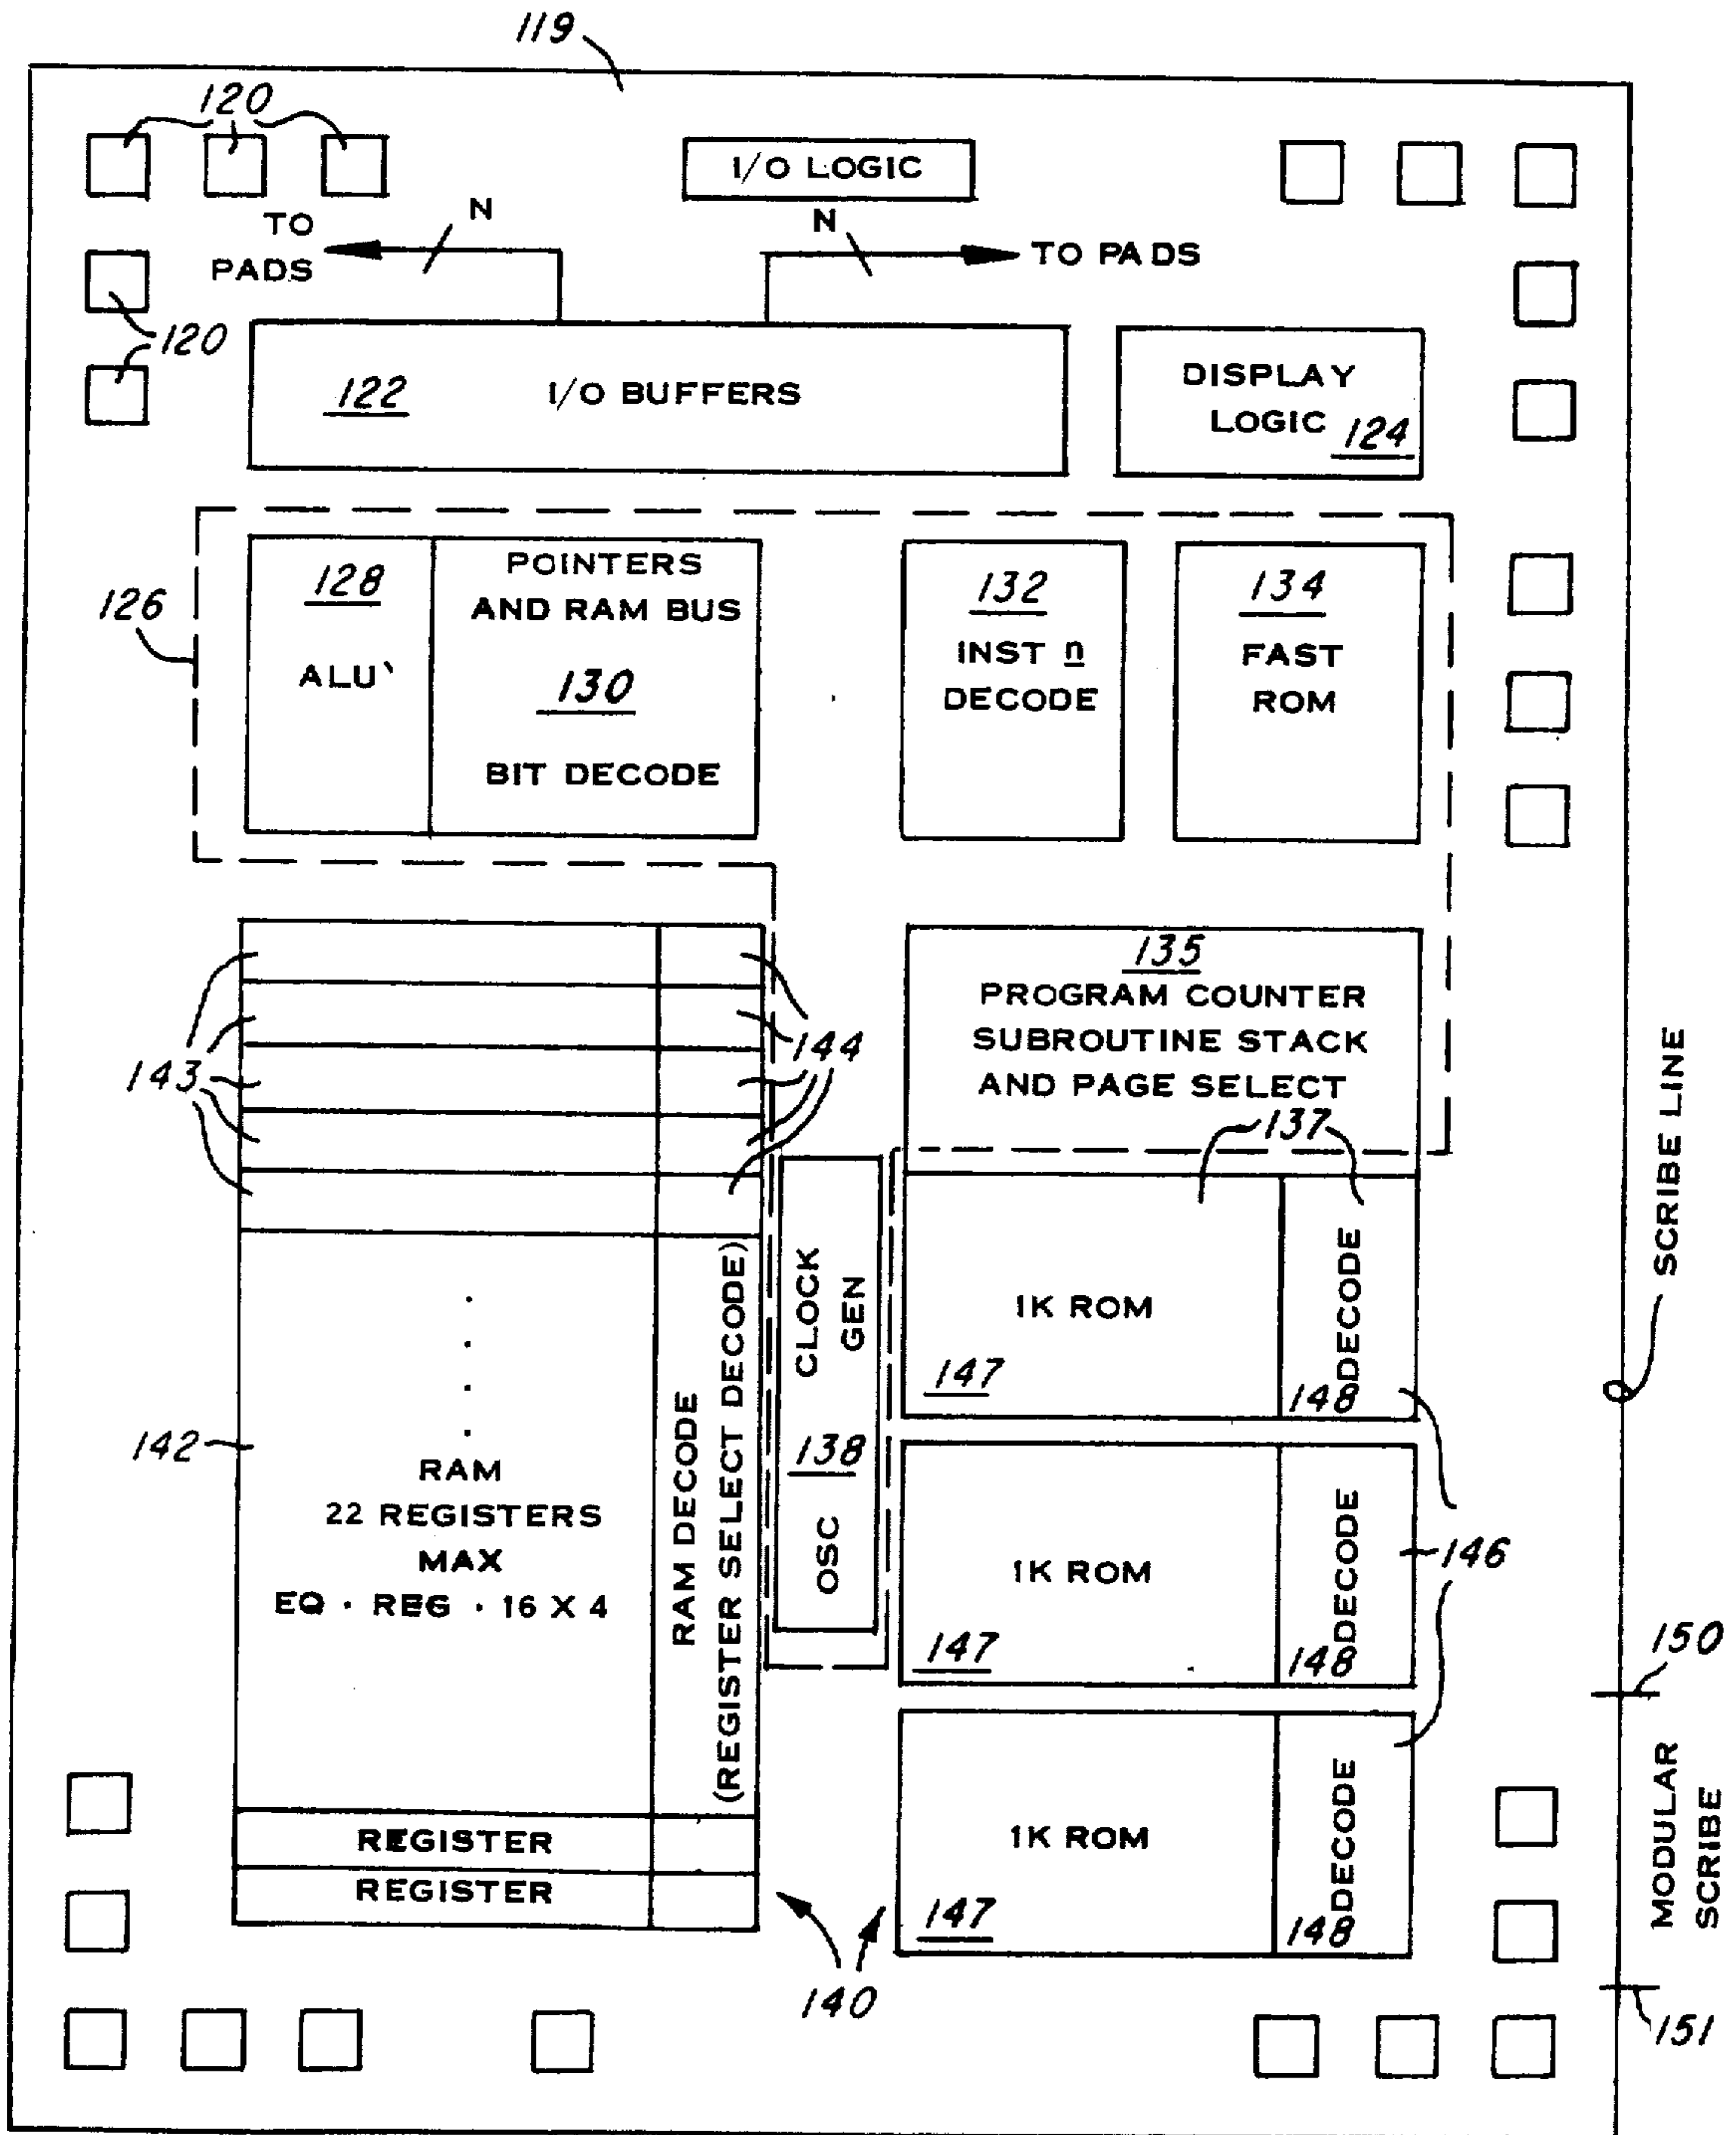 119
120
I/O LOGIC
TO
PADS
N
N
TO PADS
120
122
I/O BUFFERS
DISPLAY
LOGIC
124
126
128
ALU`
POINTERS
AND RAM BUS
130
BIT DECODE
132
INST n
DECODE
134
FAST
ROM
143
144
135
PROGRAM COUNTER
SUBROUTINE STACK
AND PAGE SELECT
137
SCRIBE LINE
142
RAM
22 REGISTERS
MAX
EQ · REG · 16 X 4
RAM DECODE
(REGISTER SELECT DECODE)
CLOCK
GEN
138
OSC
1K ROM
147
DECODE
148
1K ROM
147
DECODE
148
146
1K ROM
147
DECODE
148
REGISTER
REGISTER
140
150
MODULAR
SCRIBE
151